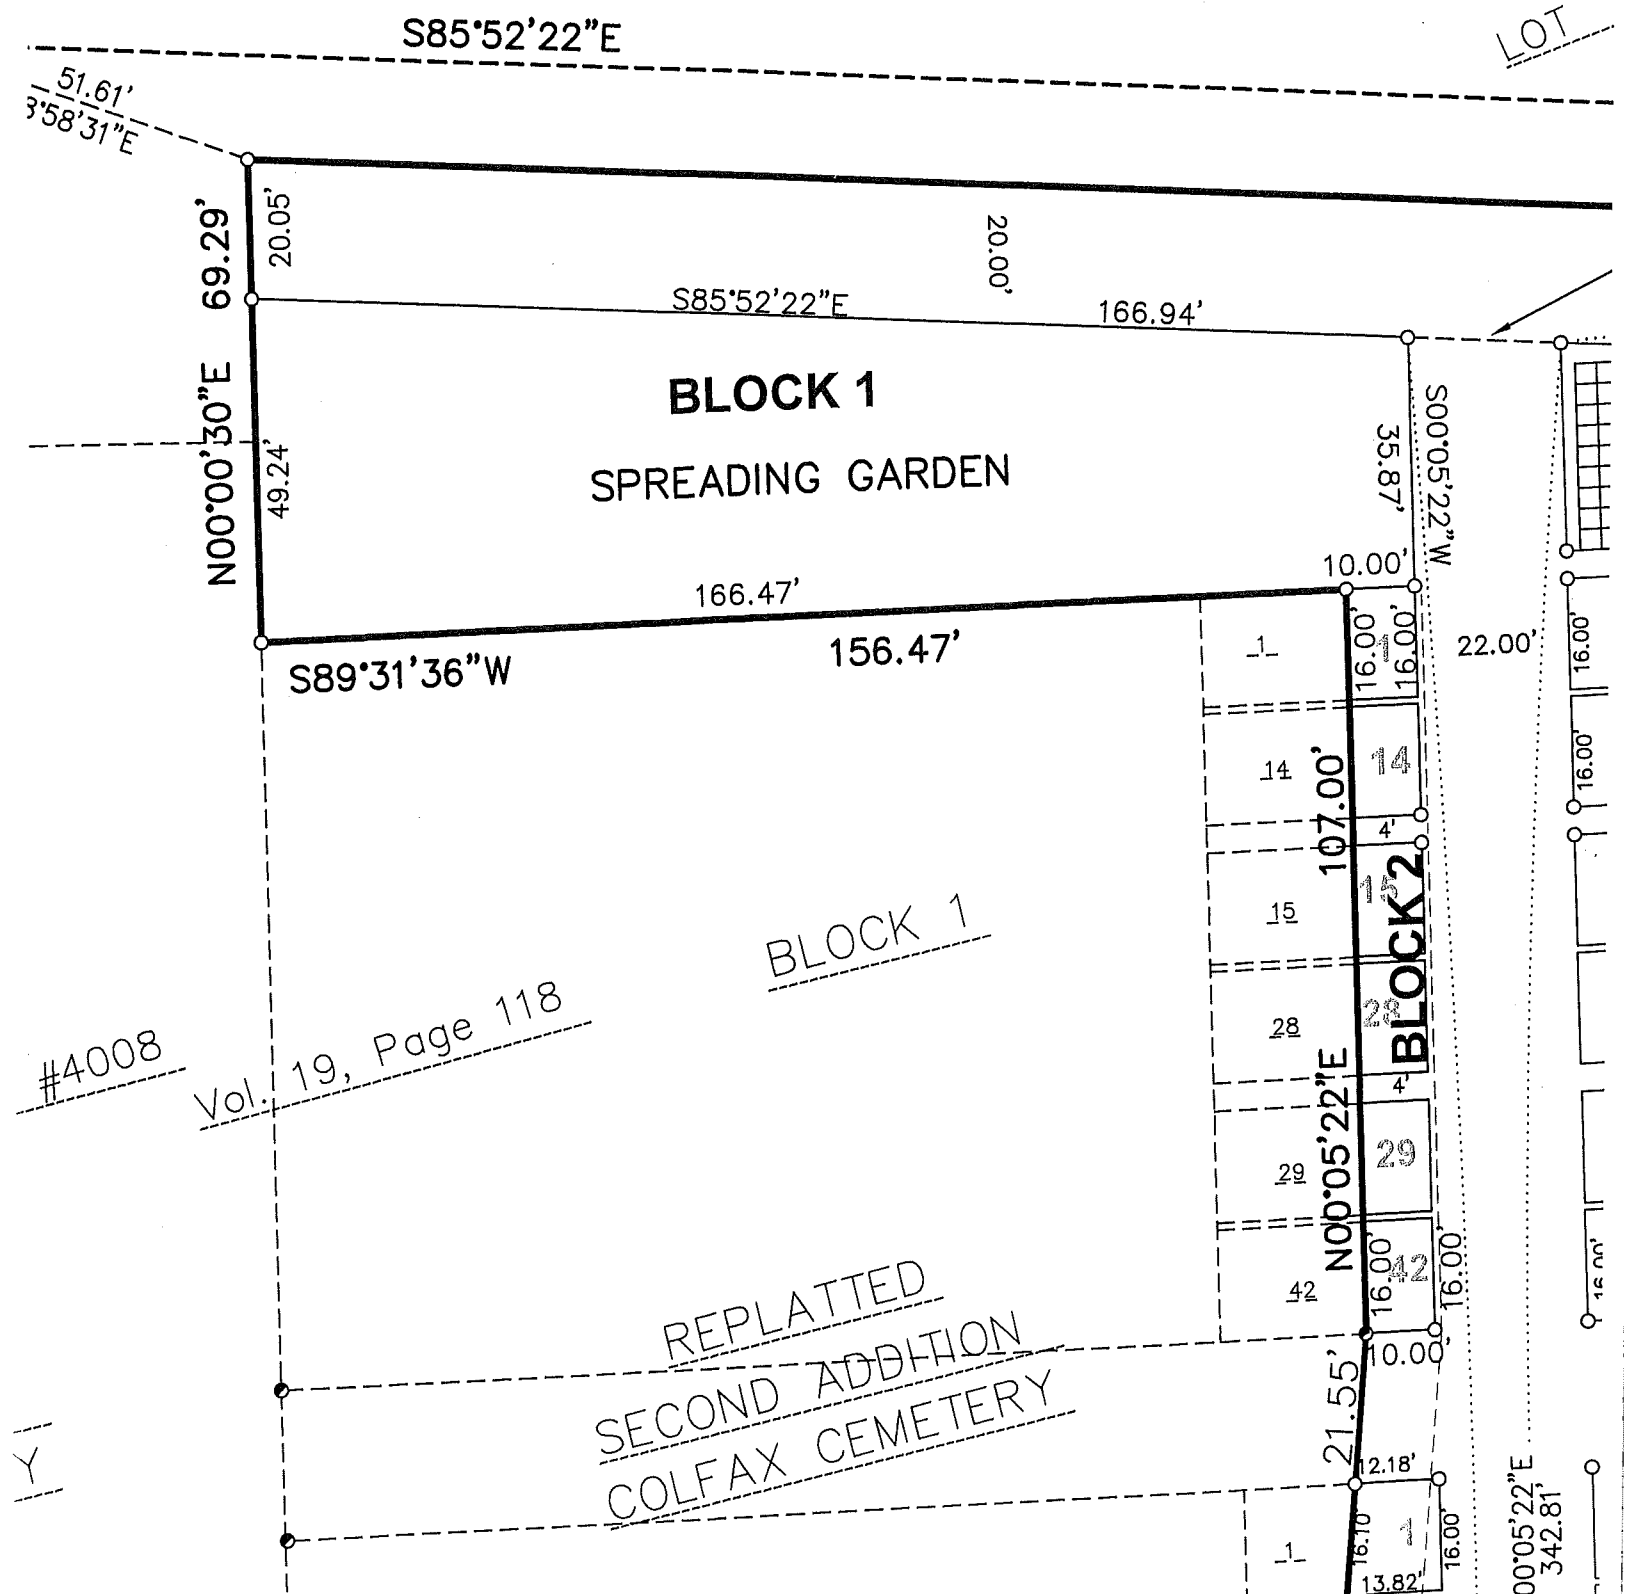 S85°52'22"E
LOT
51.61'
3°58'31"E
69.29'
20.05'
20.00'
S85°52'22"E
166.94'
N00°00'30"E
49.24'
BLOCK 1
SPREADING GARDEN
35.87'
S00°05'22"W
10.00'
166.47'
156.47'
S89°31'36"W
1
16.00'
1
16.00'
22.00'
16.00'
14
107.00'
14
16.00'
4'
15
15
BLOCK 2
BLOCK 1
28
28
Vol. 19, Page 118
#4008
4'
N00°05'22"E
29
29
42
16.00'
42
16.00'
16.00'
REPLATTED
SECOND ADDITION
COLFAX CEMETERY
10.00'
21.55'
12.18'
Y
1
16.10'
1
16.00'
13.82'
00°05'22"E
342.81'